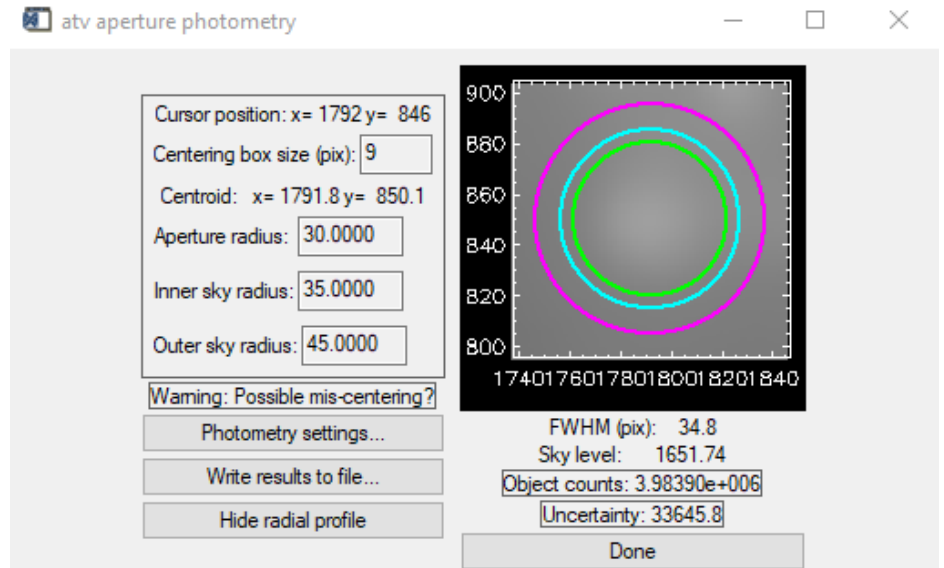 atv aperture photometry
Cursor position: x= 1792 y= 846
Centering box size (pix): 9
Centroid: x= 1791.8 y= 850.1
Aperture radius: 30.0000
Inner sky radius: 35.0000
Outer sky radius: 45.0000
Warning: Possible mis-centering?
Photometry settings...
Write results to file...
Hide radial profile
900
880
860
840
820
800
174017601780180018201840
FWHM (pix): 34.8
Sky level: 1651.74
Object counts: 3.98390e+006
Uncertainty: 33645.8
Done